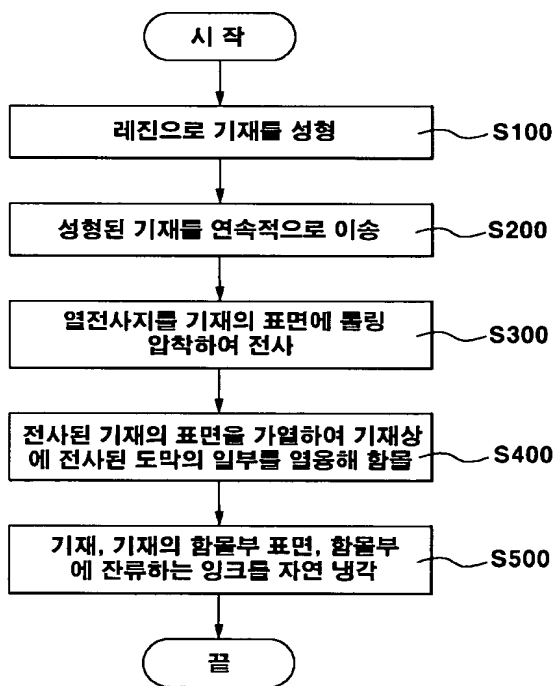 시 작
레진으로 기재를 성형
S100
성형된 기재를 연속적으로 이송
S200
열전사지를 기재의 표면에 롤링
압착하여 전사
S300
전사된 기재의 표면을 가열하여 기재상
에 전사된 도막의 일부를 열용해 함몰
S400
기재, 기재의 함몰부 표면, 함몰부
에 잔류하는 잉크를 자연 냉각
S500
끝